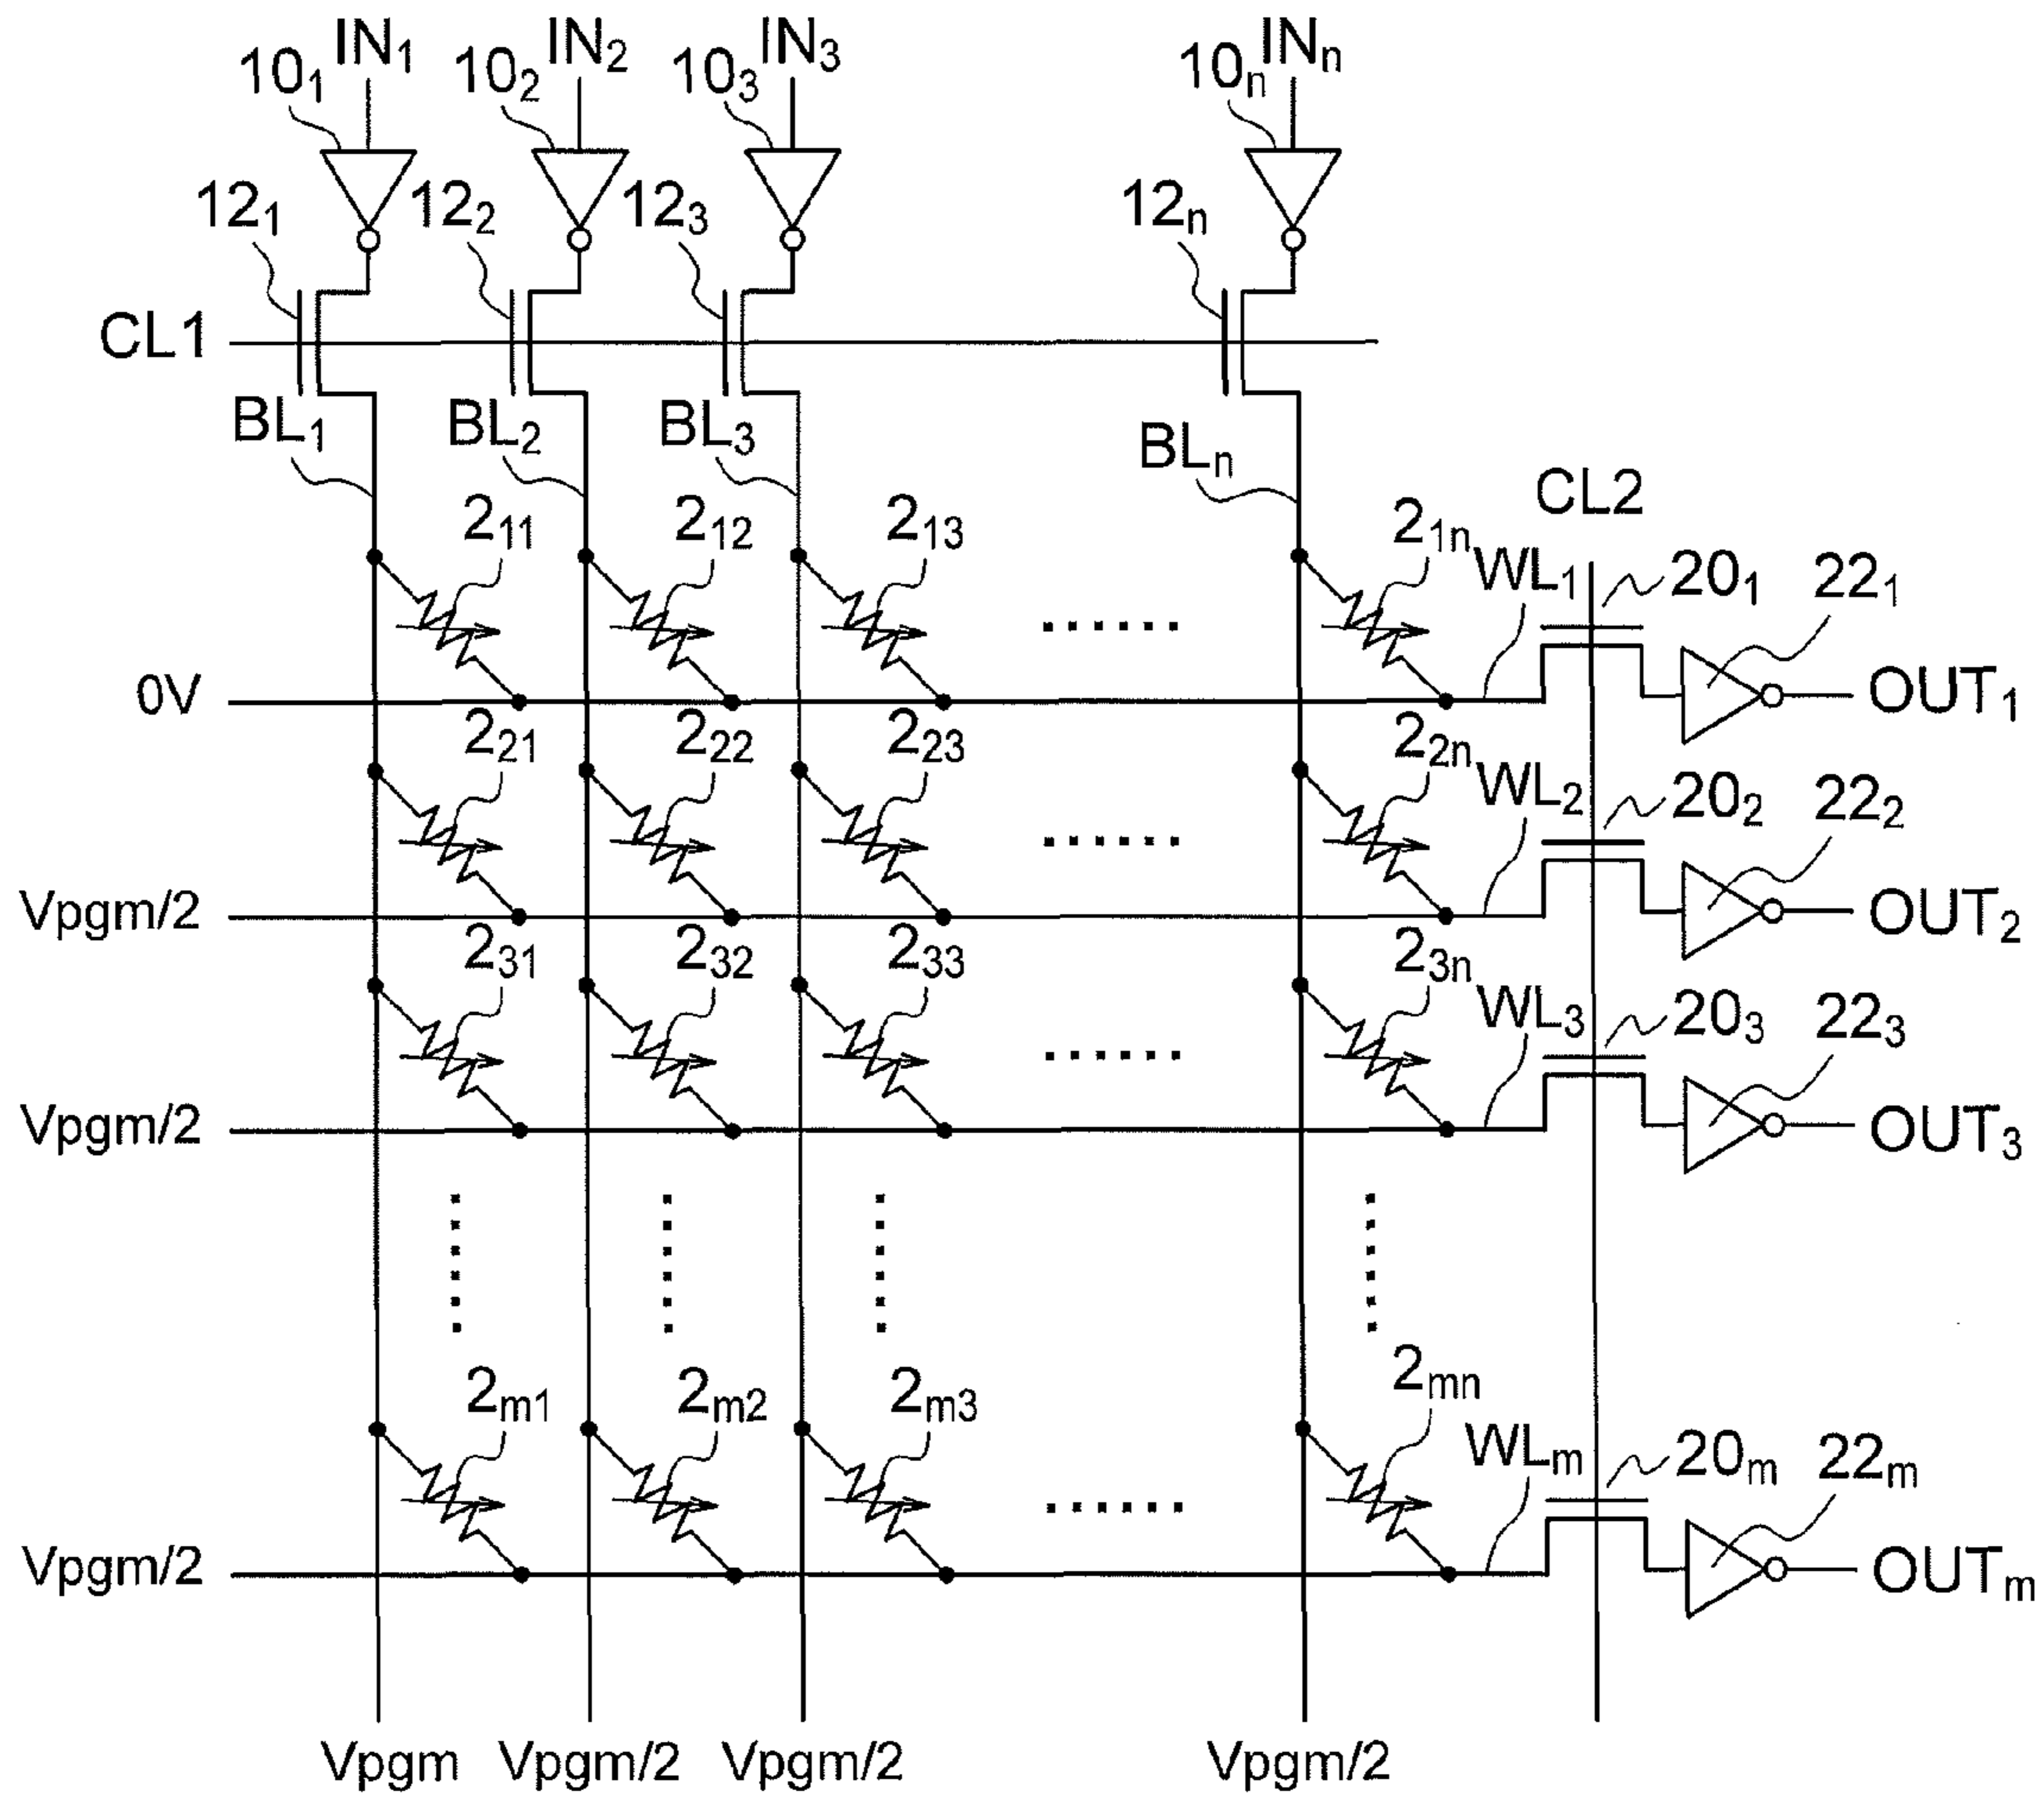 IN1 IN2 IN3 INn
101 102 103 10n
121 122 123 12n
CL1
BL1 BL2 BL3 BLn
CL2
211 212 213 21n WL1 201 221
0V OUT1
221 222 223 22n WL2 202 222
Vpgm/2 OUT2
231 232 233 23n WL3 203 223
Vpgm/2 OUT3
2m1 2m2 2m3 2mn WLm 20m 22m
Vpgm/2 OUTm
Vpgm Vpgm/2 Vpgm/2 Vpgm/2